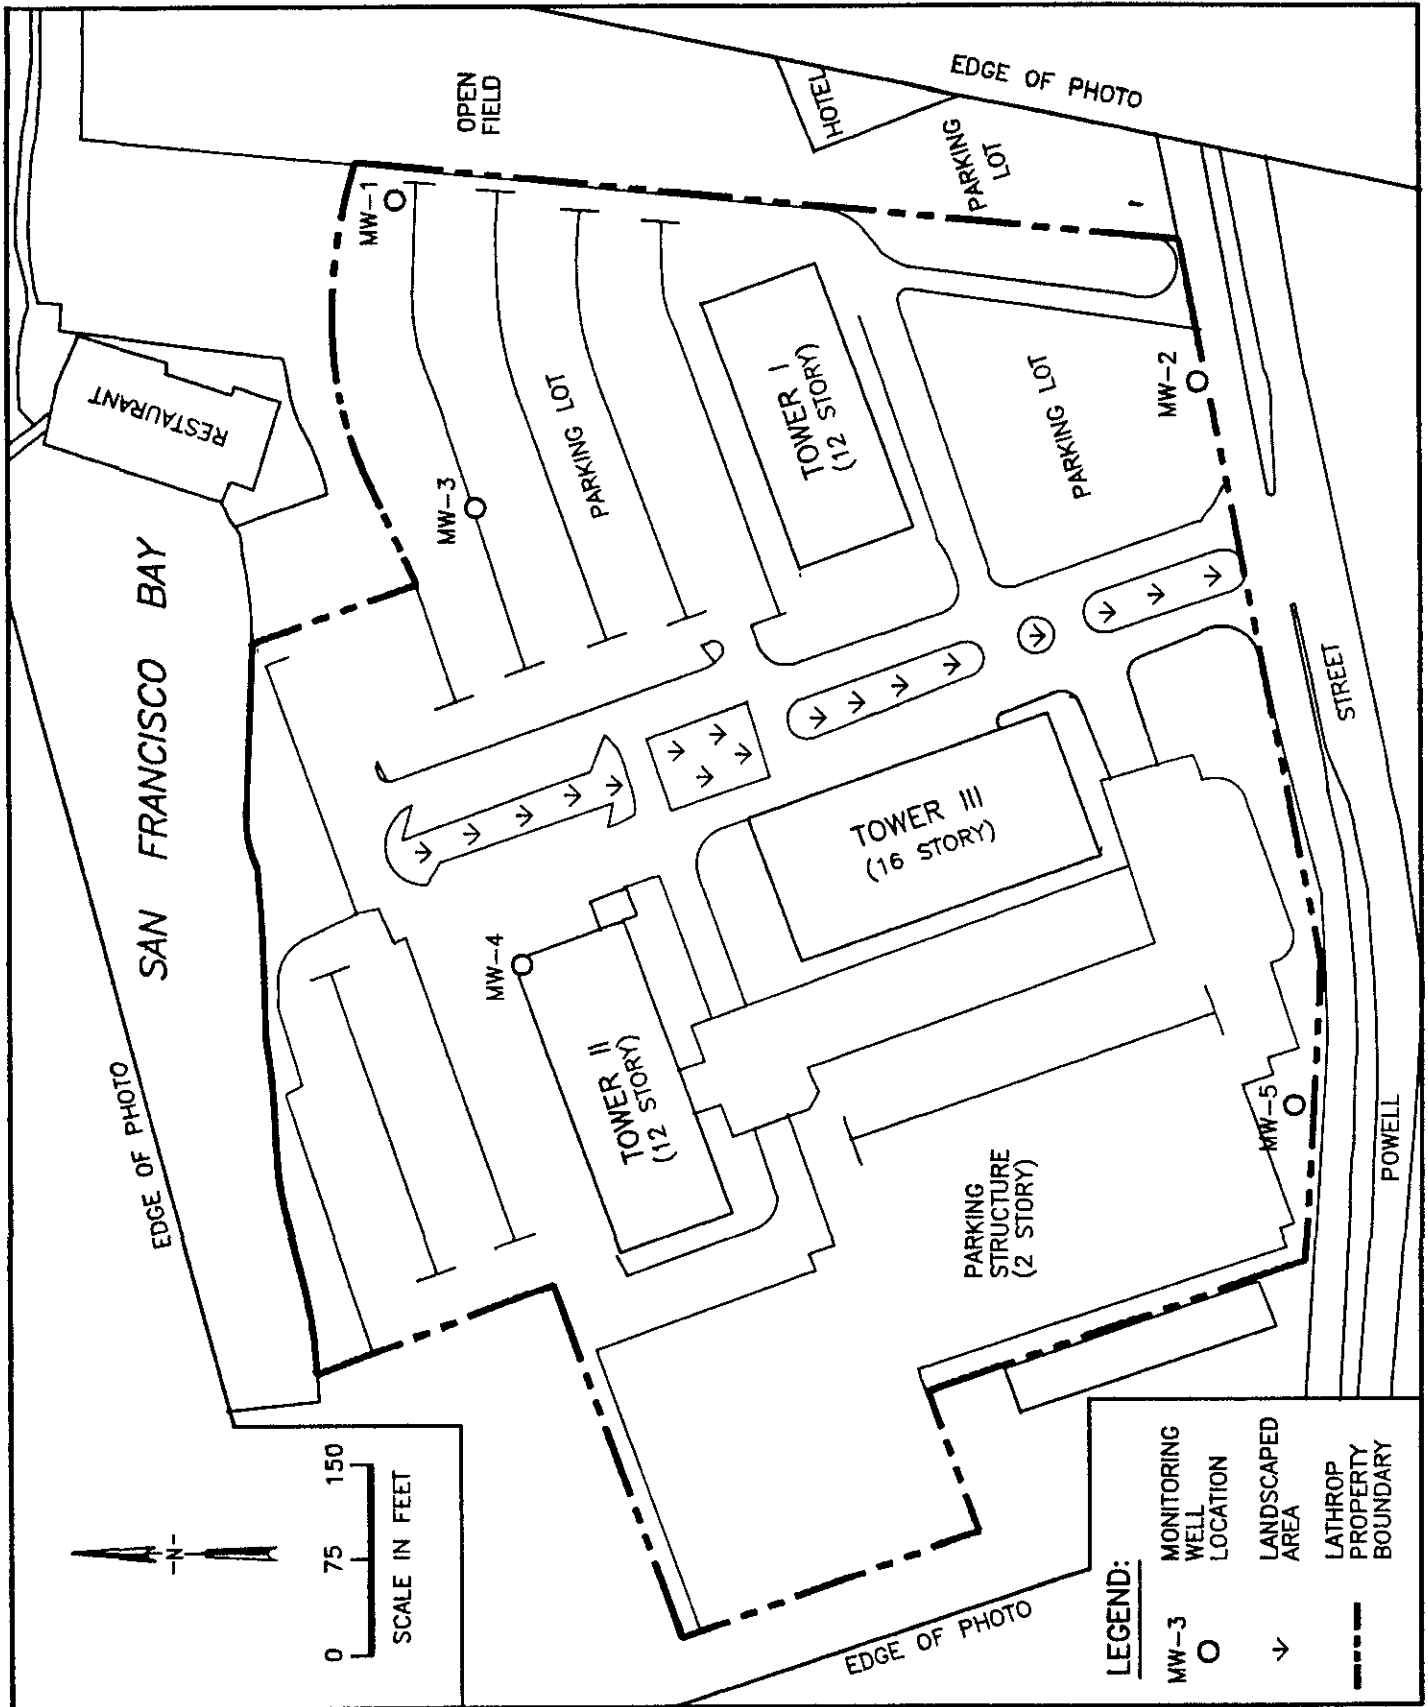 EDGE OF PHOTO
SAN FRANCISCO BAY
RESTAURANT
OPEN
FIELD
HOTEL
EDGE OF PHOTO
PARKING
LOT
MW-1
MW-3
PARKING LOT
TOWER I
(12 STORY)
PARKING LOT
MW-2
MW-4
TOWER II
(12 STORY)
TOWER III
(16 STORY)
PARKING
STRUCTURE
(2 STORY)
MW-5
POWELL
STREET
EDGE OF PHOTO
-N-
0 75 150
SCALE IN FEET
LEGEND:
MW-3 MONITORING
WELL
LOCATION
LANDSCAPED
AREA
LATHROP
PROPERTY
BOUNDARY